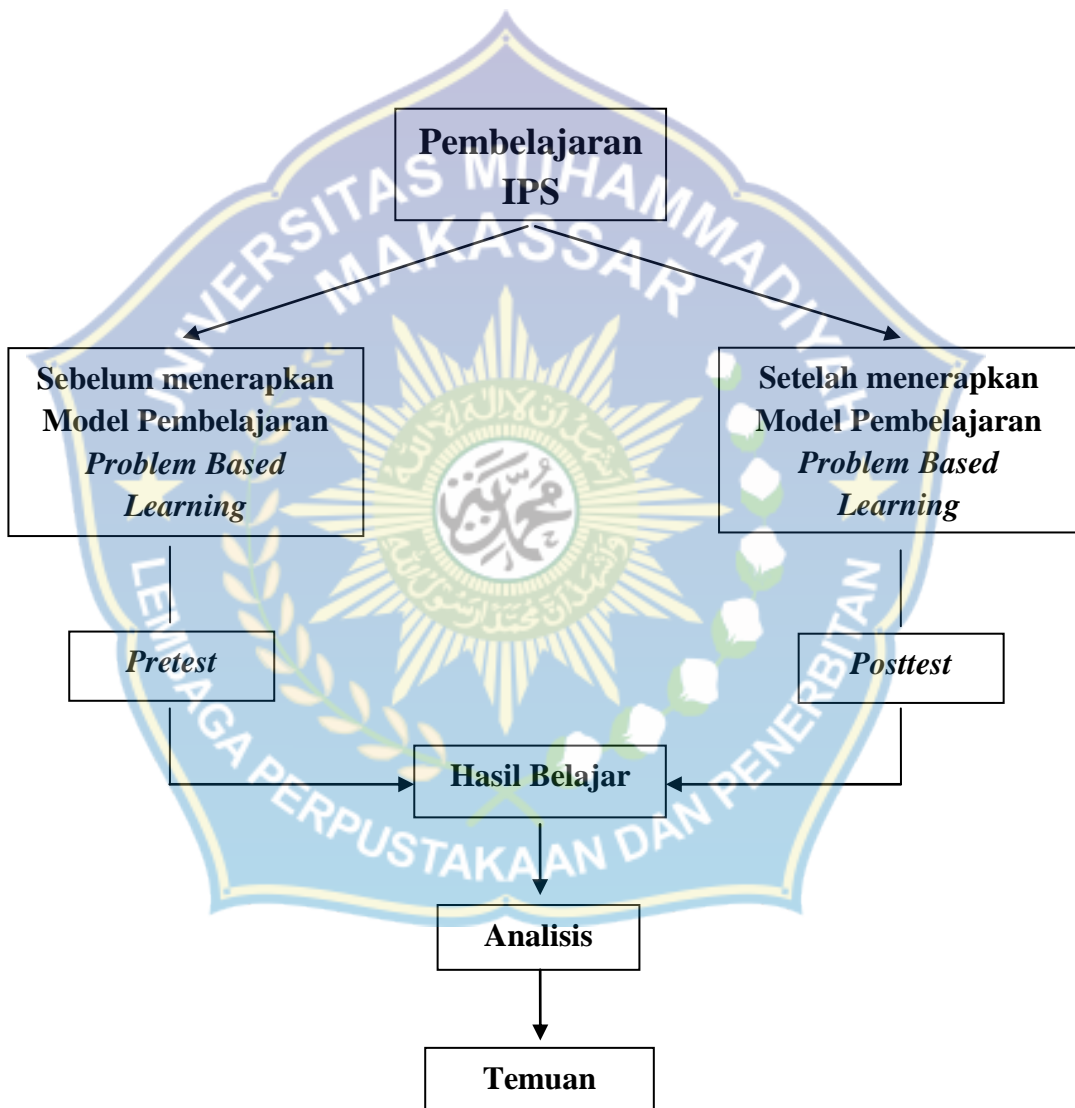 Pembelajaran
IPS
UNIVERSITAS MUHAMMADIYAH
MAKASSAR
Sebelum menerapkan
Model Pembelajaran
Problem Based
Learning
Setelah menerapkan
Model Pembelajaran
Problem Based
Learning
محمد
Pretest
Posttest
Hasil Belajar
LEMBAGA PERPUSTAKAAN DAN PENERBITAN
Analisis
Temuan